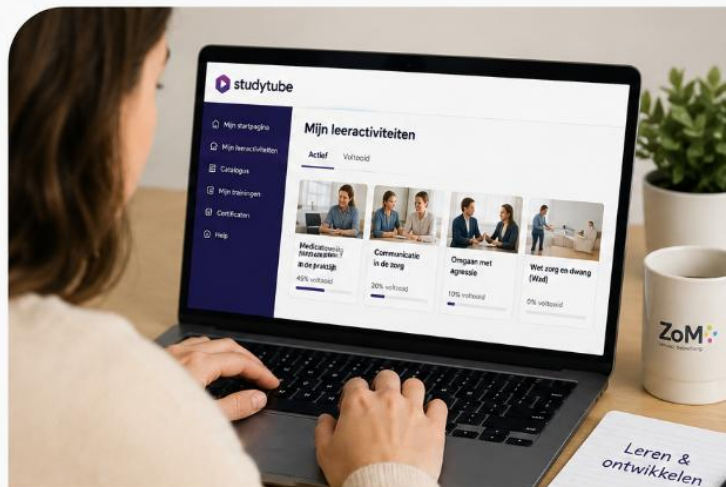 studytube
Mijn startpagina
Mijn leeractiviteiten
Catalogus
Mijn trainingen
Certificaten
Help
Mijn leeractiviteiten
Actief
Voltooid
in de praktijk
45% voltooid
Communicatie
in de zorg
20% voltooid
Omgaan met
agressie
10% voltooid
Wet zorg en dwang
(Wzd)
0% voltooid
ZoM
Leren &
ontwikkelen